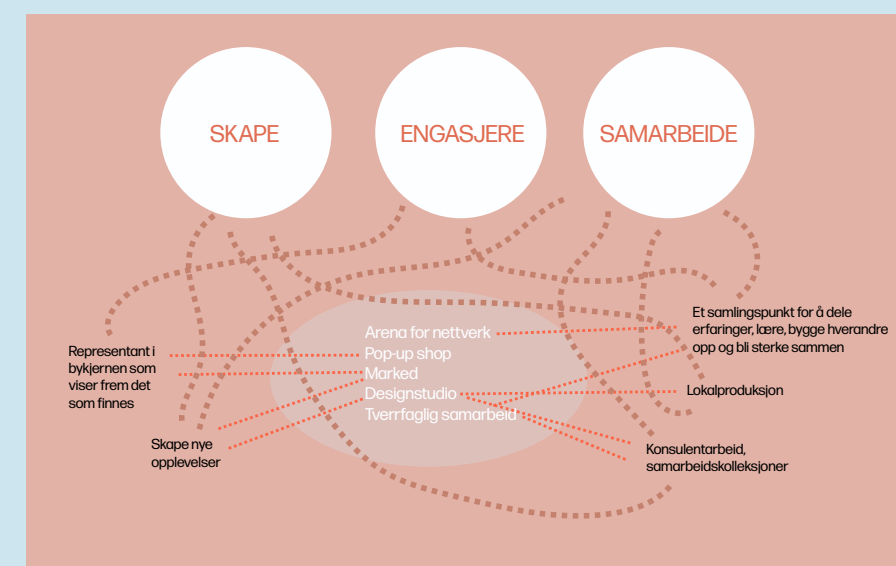 SKAPE
ENGASJERE
SAMARBEIDE
Arena for nettverk
Pop-up shop
Marked
Designstudio
Tverrfaglig samarbeid
Representant i
bykjernen som
viser frem det
som finnes
Skape nye
opplevelser
Et samlingspunkt for å dele
erfaringer, lære, bygge hverandre
opp og bli sterke sammen
Lokalproduksjon
Konsulentarbeid,
samarbeidskolleksjoner